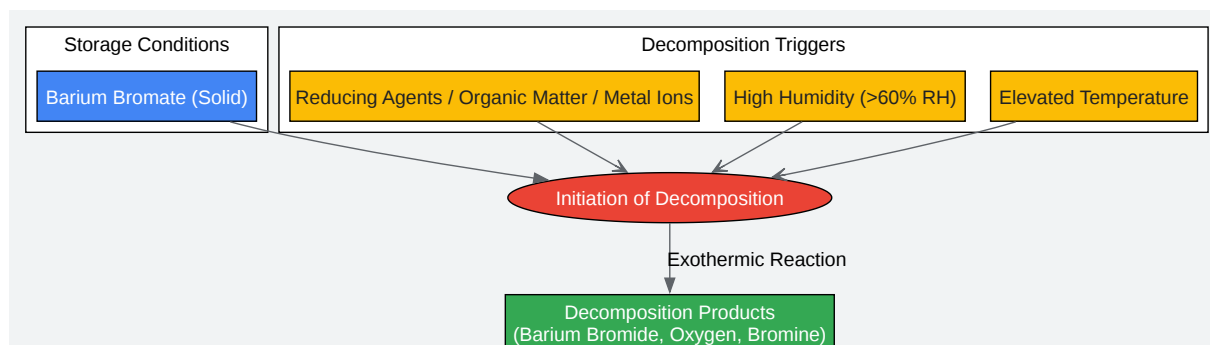 Storage Conditions
Decomposition Triggers
Barium Bromate (Solid)
Reducing Agents / Organic Matter / Metal Ions
High Humidity (>60% RH)
Elevated Temperature
Initiation of Decomposition
Exothermic Reaction
Decomposition Products
(Barium Bromide, Oxygen, Bromine)